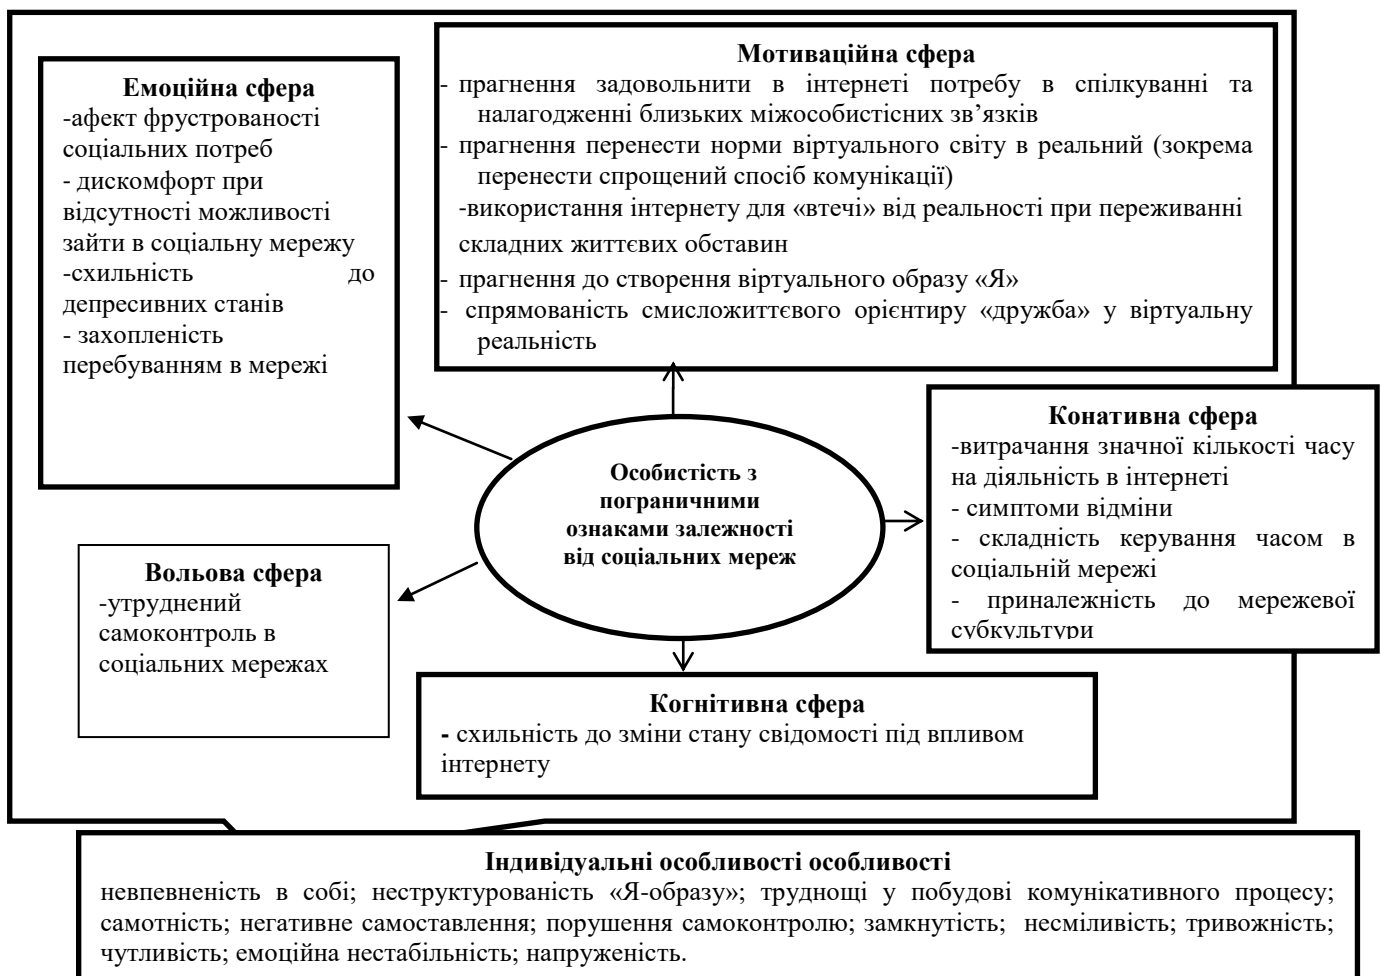 Емоційна сфера
-афект фрустрованості
соціальних потреб
- дискомфорт при
відсутності можливості
зайти в соціальну мережу
-схильність до
депресивних станів
- захопленість
перебуванням в мережі
Мотиваційна сфера
- прагнення задовольнити в інтернеті потребу в спілкуванні та
налагодженні близьких міжособистісних зв’язків
- прагнення перенести норми віртуального світу в реальний (зокрема
перенести спрощений спосіб комунікації)
-використання інтернету для «втечі» від реальності при переживанні
складних життєвих обставин
- прагнення до створення віртуального образу «Я»
- спрямованість смисложиттєвого орієнтиру «дружба» у віртуальну
реальність
Конативна сфера
-витрачання значної кількості часу
на діяльність в інтернеті
- симптоми відміни
- складність керування часом в
соціальній мережі
- приналежність до мережевої
субкультури
Особистість з
пограничними
ознаками залежності
від соціальних мереж
Вольова сфера
-утруднений
самоконтроль в
соціальних мережах
Когнітивна сфера
- схильність до зміни стану свідомості під впливом
інтернету
Індивідуальні особливості особливості
невпевненість в собі; неструктурованість «Я-образу»; труднощі у побудові комунікативного процесу;
самотність; негативне самоставлення; порушення самоконтролю; замкнутість; несміливість; тривожність;
чутливість; емоційна нестабільність; напруженість.